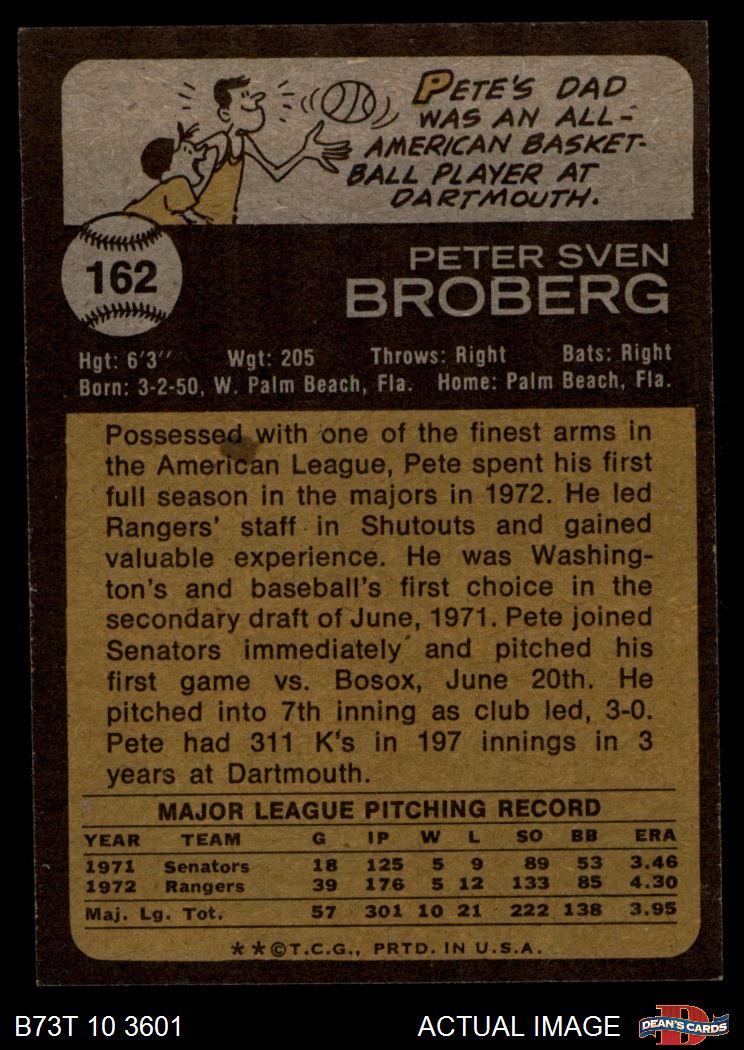 PETE'S DAD
WAS AN ALL-
AMERICAN BASKET-
BALL PLAYER AT
DARTMOUTH.
162
PETER SVEN
BROBERG
Hgt: 6'3" Wgt: 205 Throws: Right Bats: Right
Born: 3-2-50, W. Palm Beach, Fla. Home: Palm Beach, Fla.
Possessed with one of the finest arms in
the American League, Pete spent his first
full season in the majors in 1972. He led
Rangers' staff in Shutouts and gained
valuable experience. He was Washing-
ton's and baseball's first choice in the
secondary draft of June, 1971. Pete joined
Senators immediately and pitched his
first game vs. Bosox, June 20th. He
pitched into 7th inning as club led, 3-0.
Pete had 311 K's in 197 innings in 3
years at Dartmouth.
MAJOR LEAGUE PITCHING RECORD
YEAR TEAM G IP W L SO BB ERA
1971 Senators 18 125 5 9 89 53 3.46
1972 Rangers 39 176 5 12 133 85 4.30
Maj. Lg. Tot. 57 301 10 21 222 138 3.95
**©T.C.G., PRTD. IN U.S.A.
B73T 10 3601 ACTUAL IMAGE D DEAN'S CARDS